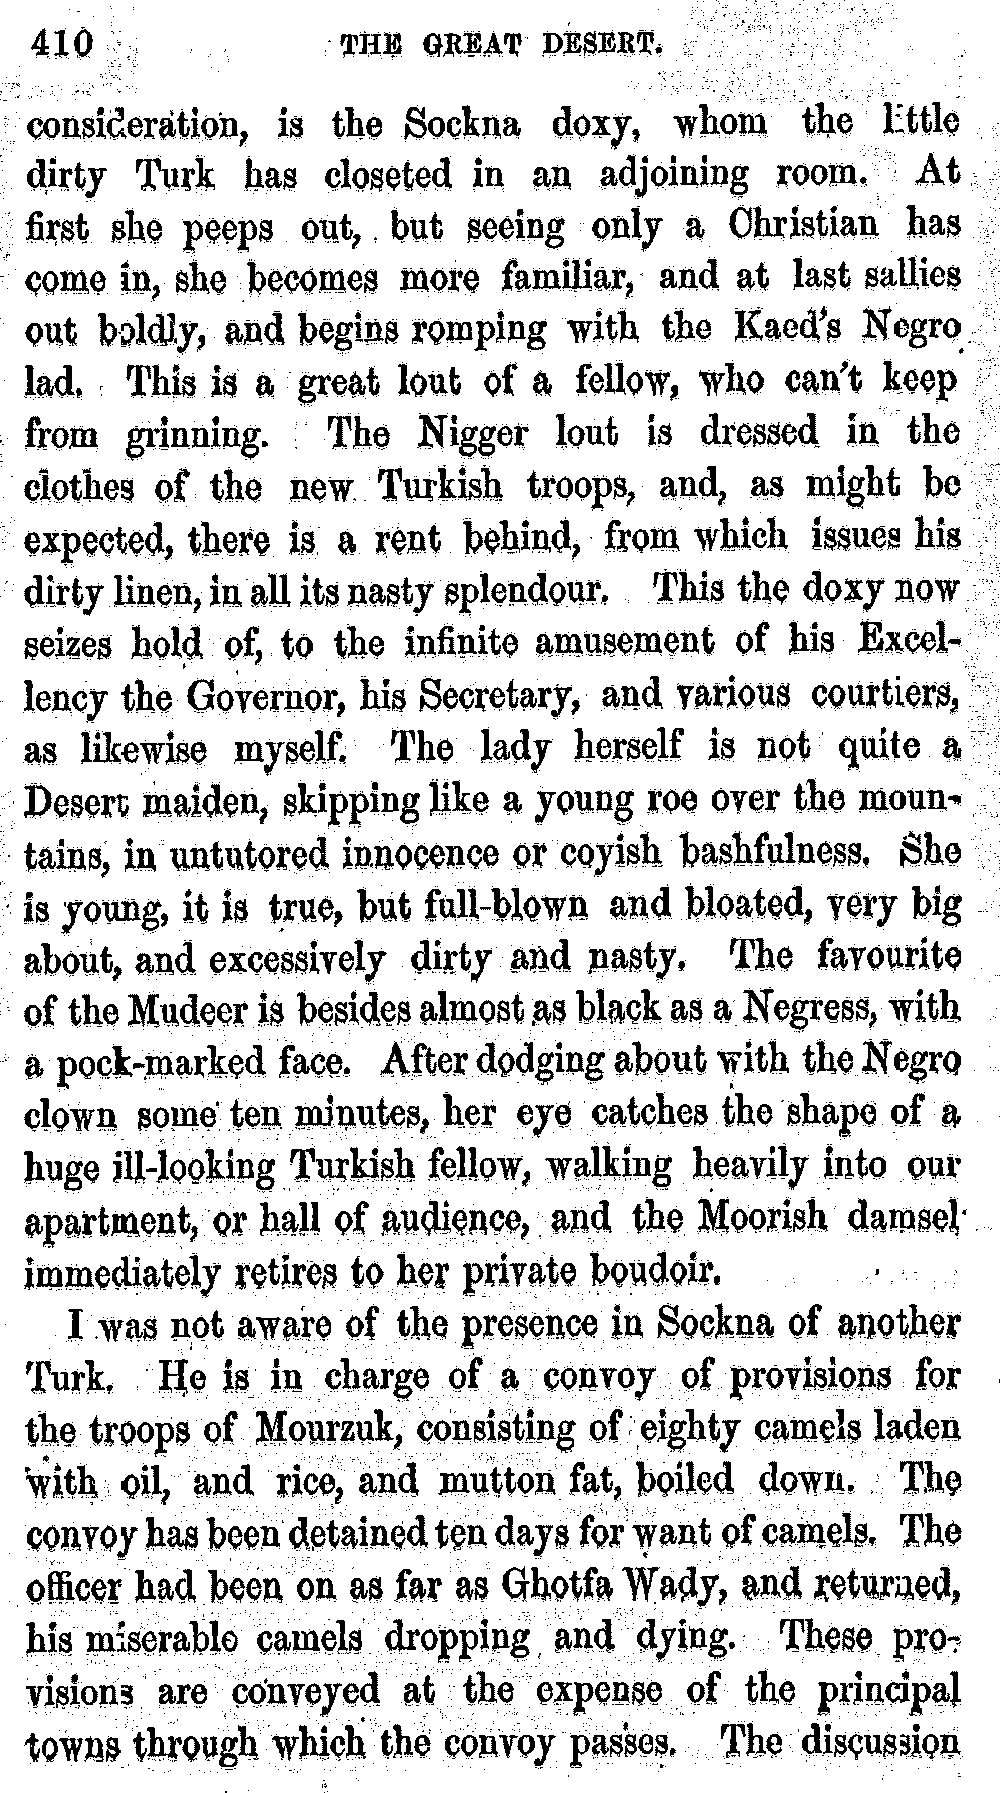 410 THE GREAT DESERT.
consideration, is the Sockna doxy, whom the little
dirty Turk has closeted in an adjoining room. At
first she peeps out, but seeing only a Christian has
come in, she becomes more familiar, and at last sallies
out boldly, and begins romping with the Kaed's Negro
lad. This is a great lout of a fellow, who can't keep
from grinning. The Nigger lout is dressed in the
clothes of the new Turkish troops, and, as might be
expected, there is a rent behind, from which issues his
dirty linen, in all its nasty splendour. This the doxy now
seizes hold of, to the infinite amusement of his Excel-
lency the Governor, his Secretary, and various courtiers,
as likewise myself. The lady herself is not quite a
Desert maiden, skipping like a young roe over the moun-
tains, in untutored innocence or coyish bashfulness. She
is young, it is true, but full-blown and bloated, very big
about, and excessively dirty and nasty. The favourite
of the Mudeer is besides almost as black as a Negress, with
a pock-marked face. After dodging about with the Negro
clown some ten minutes, her eye catches the shape of a
huge ill-looking Turkish fellow, walking heavily into our
apartment, or hall of audience, and the Moorish damsel
immediately retires to her private boudoir.
I was not aware of the presence in Sockna of another
Turk. He is in charge of a convoy of provisions for
the troops of Mourzuk, consisting of eighty camels laden
with oil, and rice, and mutton fat, boiled down. The
convoy has been detained ten days for want of camels. The
officer had been on as far as Ghotfa Wady, and returned,
his miserable camels dropping and dying. These pro-
visions are conveyed at the expense of the principal
towns through which the convoy passes. The discussion